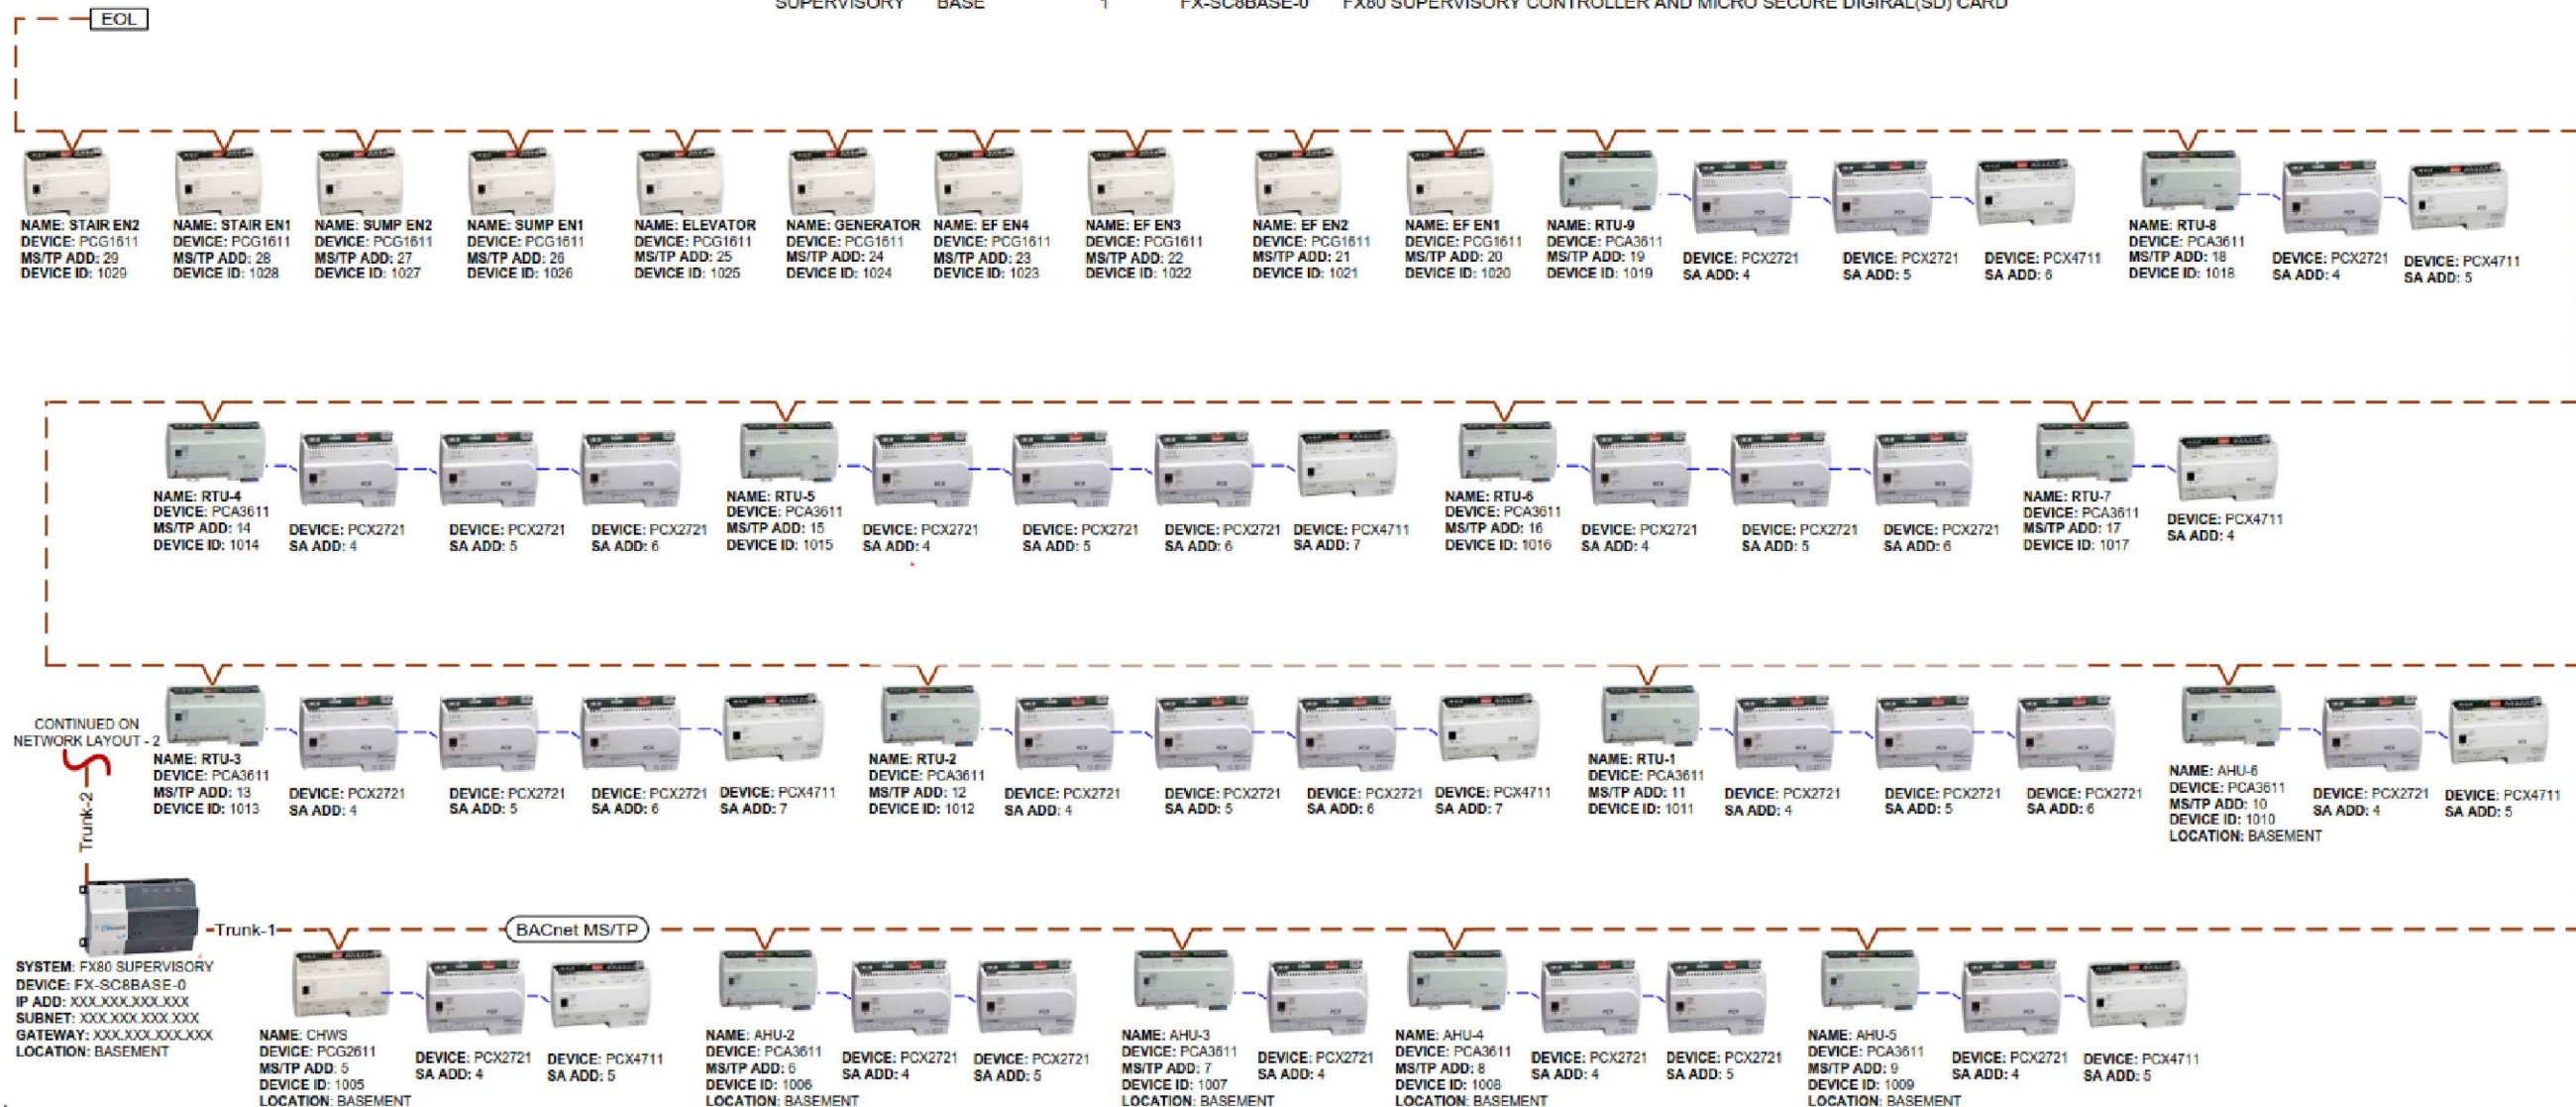 SUPERVISORY BASE 1 FX-SC8BASE-0 FX80 SUPERVISORY CONTROLLER AND MICRO SECURE DIGIRAL(SD) CARD
EOL
NAME: STAIR EN2
DEVICE: PCG1611
MS/TP ADD: 29
DEVICE ID: 1029
NAME: STAIR EN1
DEVICE: PCG1611
MS/TP ADD: 28
DEVICE ID: 1028
NAME: SUMP EN2
DEVICE: PCG1611
MS/TP ADD: 27
DEVICE ID: 1027
NAME: SUMP EN1
DEVICE: PCG1611
MS/TP ADD: 26
DEVICE ID: 1026
NAME: ELEVATOR
DEVICE: PCG1611
MS/TP ADD: 25
DEVICE ID: 1025
NAME: GENERATOR
DEVICE: PCG1611
MS/TP ADD: 24
DEVICE ID: 1024
NAME: EF EN4
DEVICE: PCG1611
MS/TP ADD: 23
DEVICE ID: 1023
NAME: EF EN3
DEVICE: PCG1611
MS/TP ADD: 22
DEVICE ID: 1022
NAME: EF EN2
DEVICE: PCG1611
MS/TP ADD: 21
DEVICE ID: 1021
NAME: EF EN1
DEVICE: PCG1611
MS/TP ADD: 20
DEVICE ID: 1020
NAME: RTU-9
DEVICE: PCA3611
MS/TP ADD: 19
DEVICE ID: 1019
DEVICE: PCX2721
SA ADD: 4
DEVICE: PCX2721
SA ADD: 5
DEVICE: PCX4711
SA ADD: 6
NAME: RTU-8
DEVICE: PCA3611
MS/TP ADD: 18
DEVICE ID: 1018
DEVICE: PCX2721
SA ADD: 4
DEVICE: PCX4711
SA ADD: 5
NAME: RTU-4
DEVICE: PCA3611
MS/TP ADD: 14
DEVICE ID: 1014
DEVICE: PCX2721
SA ADD: 4
DEVICE: PCX2721
SA ADD: 5
DEVICE: PCX2721
SA ADD: 6
NAME: RTU-5
DEVICE: PCA3611
MS/TP ADD: 15
DEVICE ID: 1015
DEVICE: PCX2721
SA ADD: 4
DEVICE: PCX2721
SA ADD: 5
DEVICE: PCX2721
SA ADD: 6
DEVICE: PCX4711
SA ADD: 7
NAME: RTU-6
DEVICE: PCA3611
MS/TP ADD: 16
DEVICE ID: 1016
DEVICE: PCX2721
SA ADD: 4
DEVICE: PCX2721
SA ADD: 5
DEVICE: PCX2721
SA ADD: 6
NAME: RTU-7
DEVICE: PCA3611
MS/TP ADD: 17
DEVICE ID: 1017
DEVICE: PCX4711
SA ADD: 4
CONTINUED ON
NETWORK LAYOUT - 2
Trunk-2
NAME: RTU-3
DEVICE: PCA3611
MS/TP ADD: 13
DEVICE ID: 1013
DEVICE: PCX2721
SA ADD: 4
DEVICE: PCX2721
SA ADD: 5
DEVICE: PCX2721
SA ADD: 6
DEVICE: PCX4711
SA ADD: 7
NAME: RTU-2
DEVICE: PCA3611
MS/TP ADD: 12
DEVICE ID: 1012
DEVICE: PCX2721
SA ADD: 4
DEVICE: PCX2721
SA ADD: 5
DEVICE: PCX2721
SA ADD: 6
DEVICE: PCX4711
SA ADD: 7
NAME: RTU-1
DEVICE: PCA3611
MS/TP ADD: 11
DEVICE ID: 1011
DEVICE: PCX2721
SA ADD: 4
DEVICE: PCX2721
SA ADD: 5
DEVICE: PCX2721
SA ADD: 6
NAME: AHU-6
DEVICE: PCA3611
MS/TP ADD: 10
DEVICE ID: 1010
LOCATION: BASEMENT
DEVICE: PCX2721
SA ADD: 4
DEVICE: PCX4711
SA ADD: 5
Trunk-1
BACnet MS/TP
SYSTEM: FX80 SUPERVISORY
DEVICE: FX-SC8BASE-0
IP ADD: XXX.XXX.XXX.XXX
SUBNET: XXX.XXX.XXX.XXX
GATEWAY: XXX.XXX.XXX.XXX
LOCATION: BASEMENT
NAME: CHWS
DEVICE: PCG2611
MS/TP ADD: 5
DEVICE ID: 1005
LOCATION: BASEMENT
DEVICE: PCX2721
SA ADD: 4
DEVICE: PCX4711
SA ADD: 5
NAME: AHU-2
DEVICE: PCA3611
MS/TP ADD: 6
DEVICE ID: 1006
LOCATION: BASEMENT
DEVICE: PCX2721
SA ADD: 4
DEVICE: PCX2721
SA ADD: 5
NAME: AHU-3
DEVICE: PCA3611
MS/TP ADD: 7
DEVICE ID: 1007
LOCATION: BASEMENT
DEVICE: PCX2721
SA ADD: 4
NAME: AHU-4
DEVICE: PCA3611
MS/TP ADD: 8
DEVICE ID: 1008
LOCATION: BASEMENT
DEVICE: PCX2721
SA ADD: 4
DEVICE: PCX2721
SA ADD: 5
NAME: AHU-5
DEVICE: PCA3611
MS/TP ADD: 9
DEVICE ID: 1009
LOCATION: BASEMENT
DEVICE: PCX2721
SA ADD: 4
DEVICE: PCX4711
SA ADD: 5